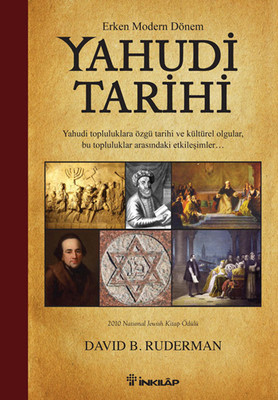 Erken Modern Dönem
YAHUDİ
TARİHİ
Yahudi topluluklara özgü tarihi ve kültürel olgular,
bu topluluklar arasındaki etkileşimler...
2010 National Jewish Kitap Ödülü
DAVID B. RUDERMAN
İNKILÂP